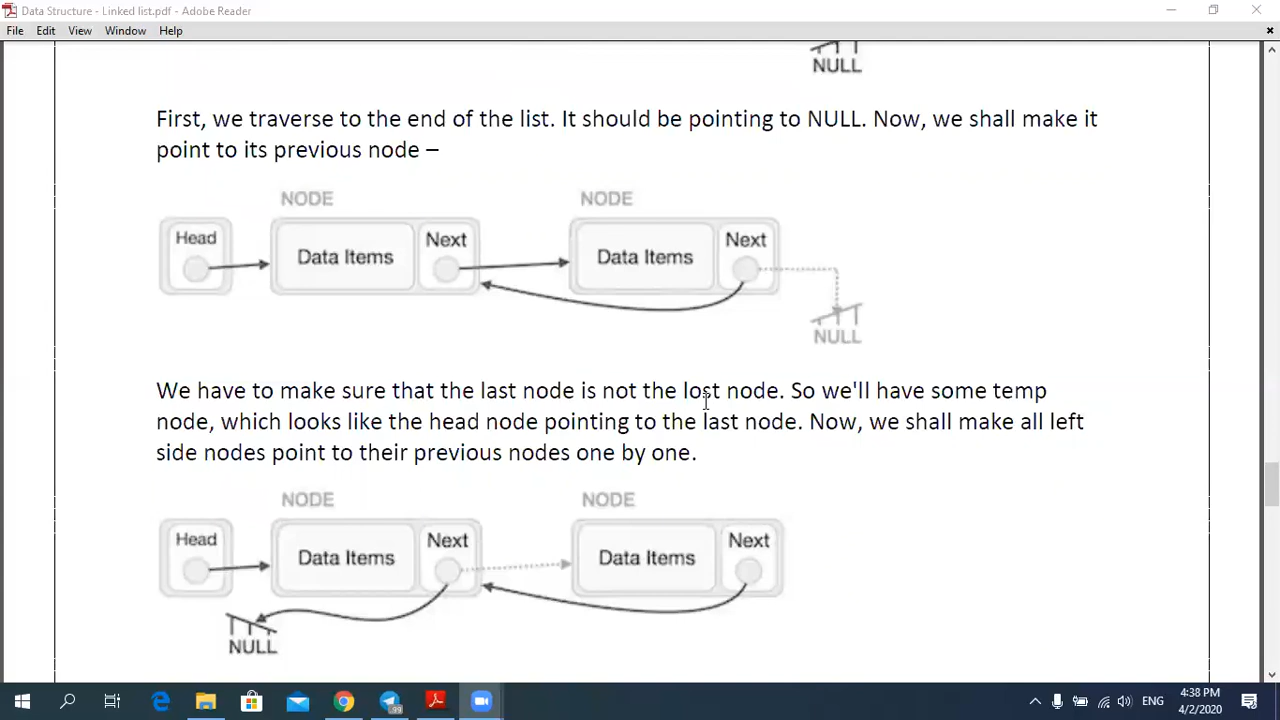 Data Structure - Linked list.pdf - Adobe Reader
File Edit View Window Help
NULL
First, we traverse to the end of the list. It should be pointing to NULL. Now, we shall make it
point to its previous node –
NODE NODE
Head Data Items Next Data Items Next
NULL
We have to make sure that the last node is not the lost node. So we'll have some temp
node, which looks like the head node pointing to the last node. Now, we shall make all left
side nodes point to their previous nodes one by one.
NODE NODE
Head Data Items Next Data Items Next
NULL
39
ENG
4:38 PM
4/2/2020